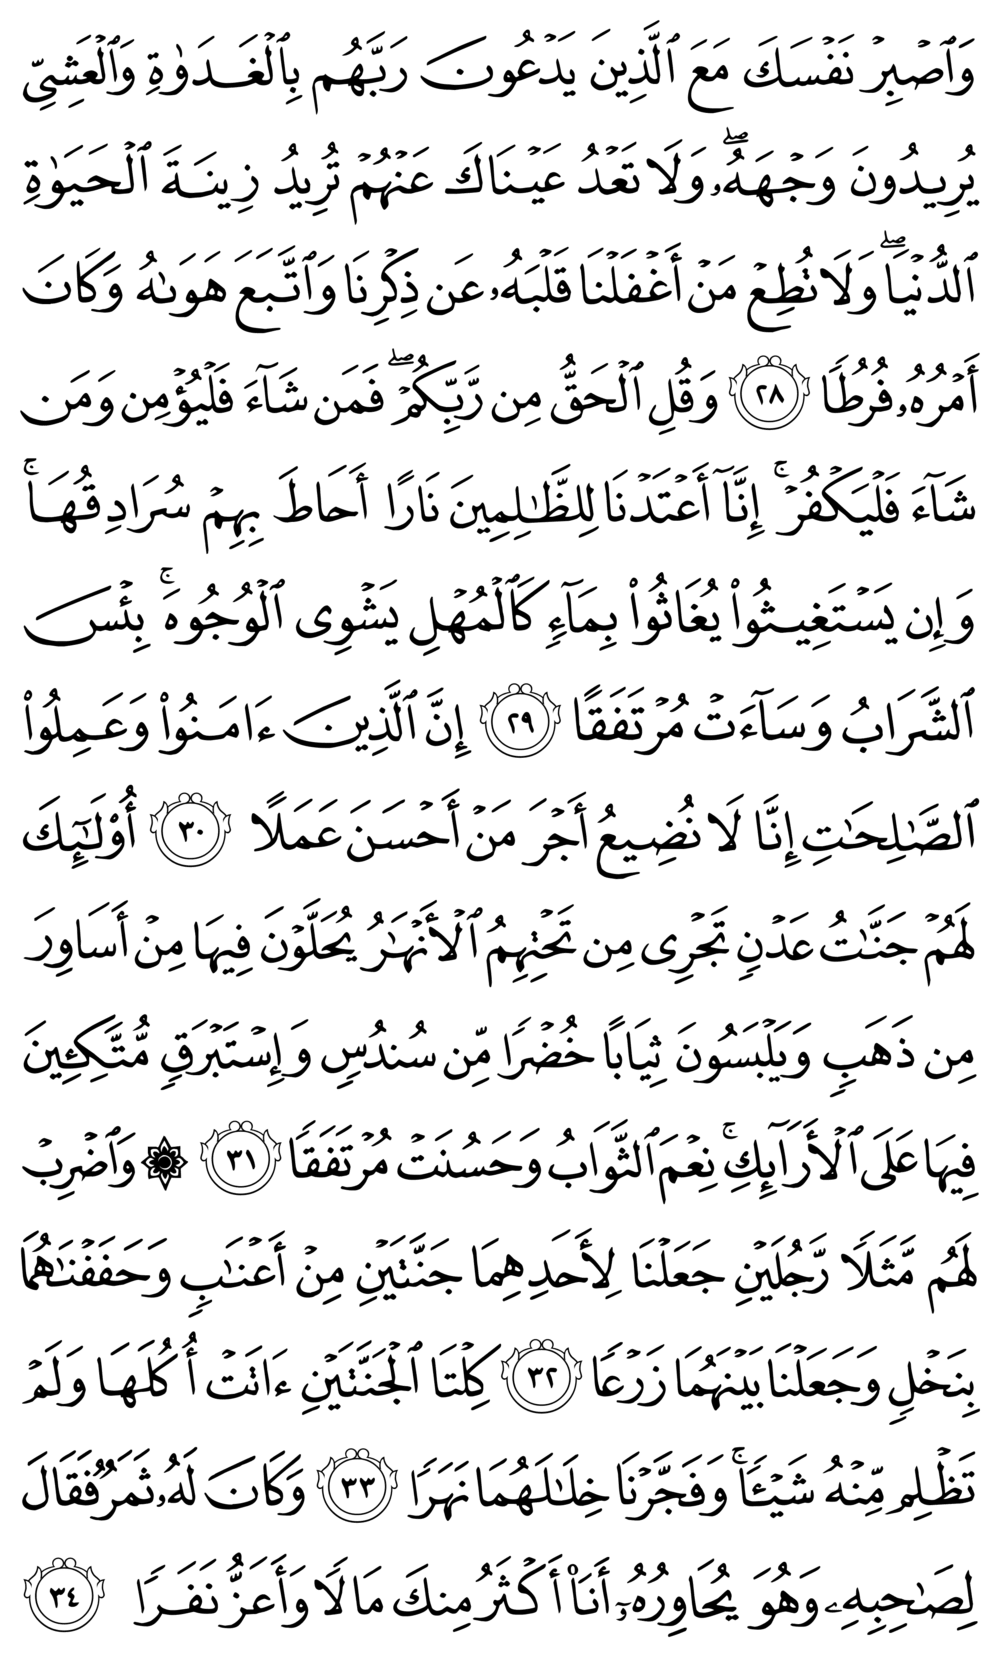 وَٱصۡبِرۡ نَفۡسَكَ مَعَ ٱلَّذِينَ يَدۡعُونَ رَبَّهُم بِٱلۡغَدَوٰةِ وَٱلۡعَشِيِّ
يُرِيدُونَ وَجۡهَهُۥۖ وَلَا تَعۡدُ عَيۡنَاكَ عَنۡهُمۡ تُرِيدُ زِينَةَ ٱلۡحَيَوٰةِ
ٱلدُّنۡيَاۖ وَلَا تُطِعۡ مَنۡ أَغۡفَلۡنَا قَلۡبَهُۥ عَن ذِكۡرِنَا وَٱتَّبَعَ هَوَىٰهُ وَكَانَ
أَمۡرُهُۥ فُرُطٗا ٢٨ وَقُلِ ٱلۡحَقُّ مِن رَّبِّكُمۡۖ فَمَن شَآءَ فَلۡيُؤۡمِن وَمَن
شَآءَ فَلۡيَكۡفُرۡۚ إِنَّآ أَعۡتَدۡنَا لِلظَّٰلِمِينَ نَارًا أَحَاطَ بِهِمۡ سُرَادِقُهَاۚ
وَإِن يَسۡتَغِيثُواْ يُغَاثُواْ بِمَآءٖ كَٱلۡمُهۡلِ يَشۡوِي ٱلۡوُجُوهَۚ بِئۡسَ
ٱلشَّرَابُ وَسَآءَتۡ مُرۡتَفَقًا ٢٩ إِنَّ ٱلَّذِينَ ءَامَنُواْ وَعَمِلُواْ
ٱلصَّٰلِحَٰتِ إِنَّا لَا نُضِيعُ أَجۡرَ مَنۡ أَحۡسَنَ عَمَلًا ٣٠ أُوْلَٰٓئِكَ
لَهُمۡ جَنَّٰتُ عَدۡنٖ تَجۡرِي مِن تَحۡتِهِمُ ٱلۡأَنۡهَٰرُ يُحَلَّوۡنَ فِيهَا مِنۡ أَسَاوِرَ
مِن ذَهَبٖ وَيَلۡبَسُونَ ثِيَابًا خُضۡرٗا مِّن سُندُسٖ وَإِسۡتَبۡرَقٖ مُّتَّكِـِٔينَ
فِيهَا عَلَى ٱلۡأَرَآئِكِۚ نِعۡمَ ٱلثَّوَابُ وَحَسُنَتۡ مُرۡتَفَقٗا ٣١ ۞ وَٱضۡرِبۡ
لَهُم مَّثَلٗا رَّجُلَيۡنِ جَعَلۡنَا لِأَحَدِهِمَا جَنَّتَيۡنِ مِنۡ أَعۡنَٰبٖ وَحَفَفۡنَٰهُمَا
بِنَخۡلٖ وَجَعَلۡنَا بَيۡنَهُمَا زَرۡعٗا ٣٢ كِلۡتَا ٱلۡجَنَّتَيۡنِ ءَاتَتۡ أُكُلَهَا وَلَمۡ
تَظۡلِم مِّنۡهُ شَيۡـٔٗاۚ وَفَجَّرۡنَا خِلَٰلَهُمَا نَهَرٗا ٣٣ وَكَانَ لَهُۥ ثَمَرٞ فَقَالَ
لِصَٰحِبِهِۦ وَهُوَ يُحَاوِرُهُۥٓ أَنَا۠ أَكۡثَرُ مِنكَ مَالٗا وَأَعَزُّ نَفَرٗا ٣٤